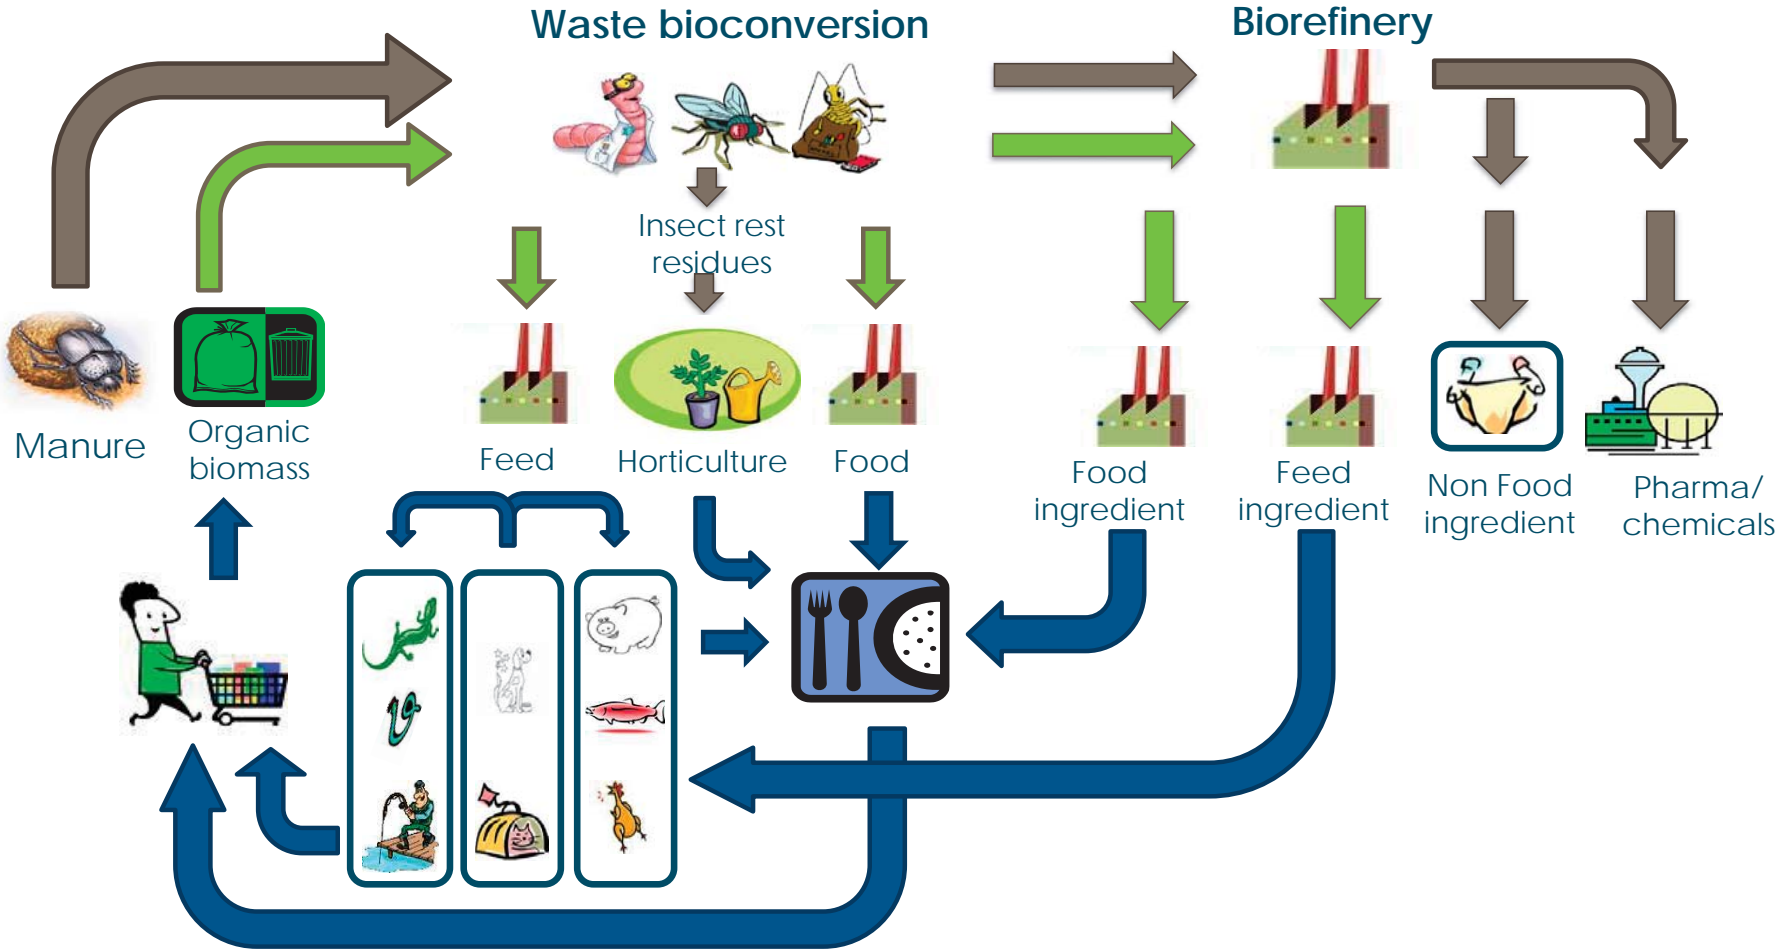 Waste bioconversion
Biorefinery
Insect rest
residues
Manure
Organic
biomass
Feed
Horticulture
Food
Food
ingredient
Feed
ingredient
Non Food
ingredient
Pharma/
chemicals